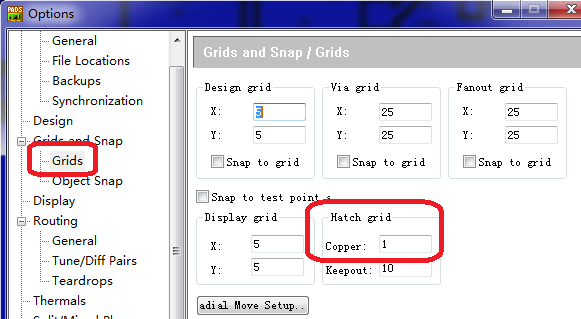 PADS
Options
General
File Locations
Backups
Synchronization
Design
Grids and Snap
Grids
Object Snap
Display
Routing
General
Tune/Diff Pairs
Teardrops
Thermals
Grids and Snap / Grids
Design grid
X: 5
Y: 5
Snap to grid
Via grid
X: 25
Y: 25
Snap to grid
Fanout grid
X: 25
Y: 25
Snap to grid
Snap to test point s
Display grid
X: 5
Y: 5
Hatch grid
Copper: 1
Keepout: 10
adial Move Setup..